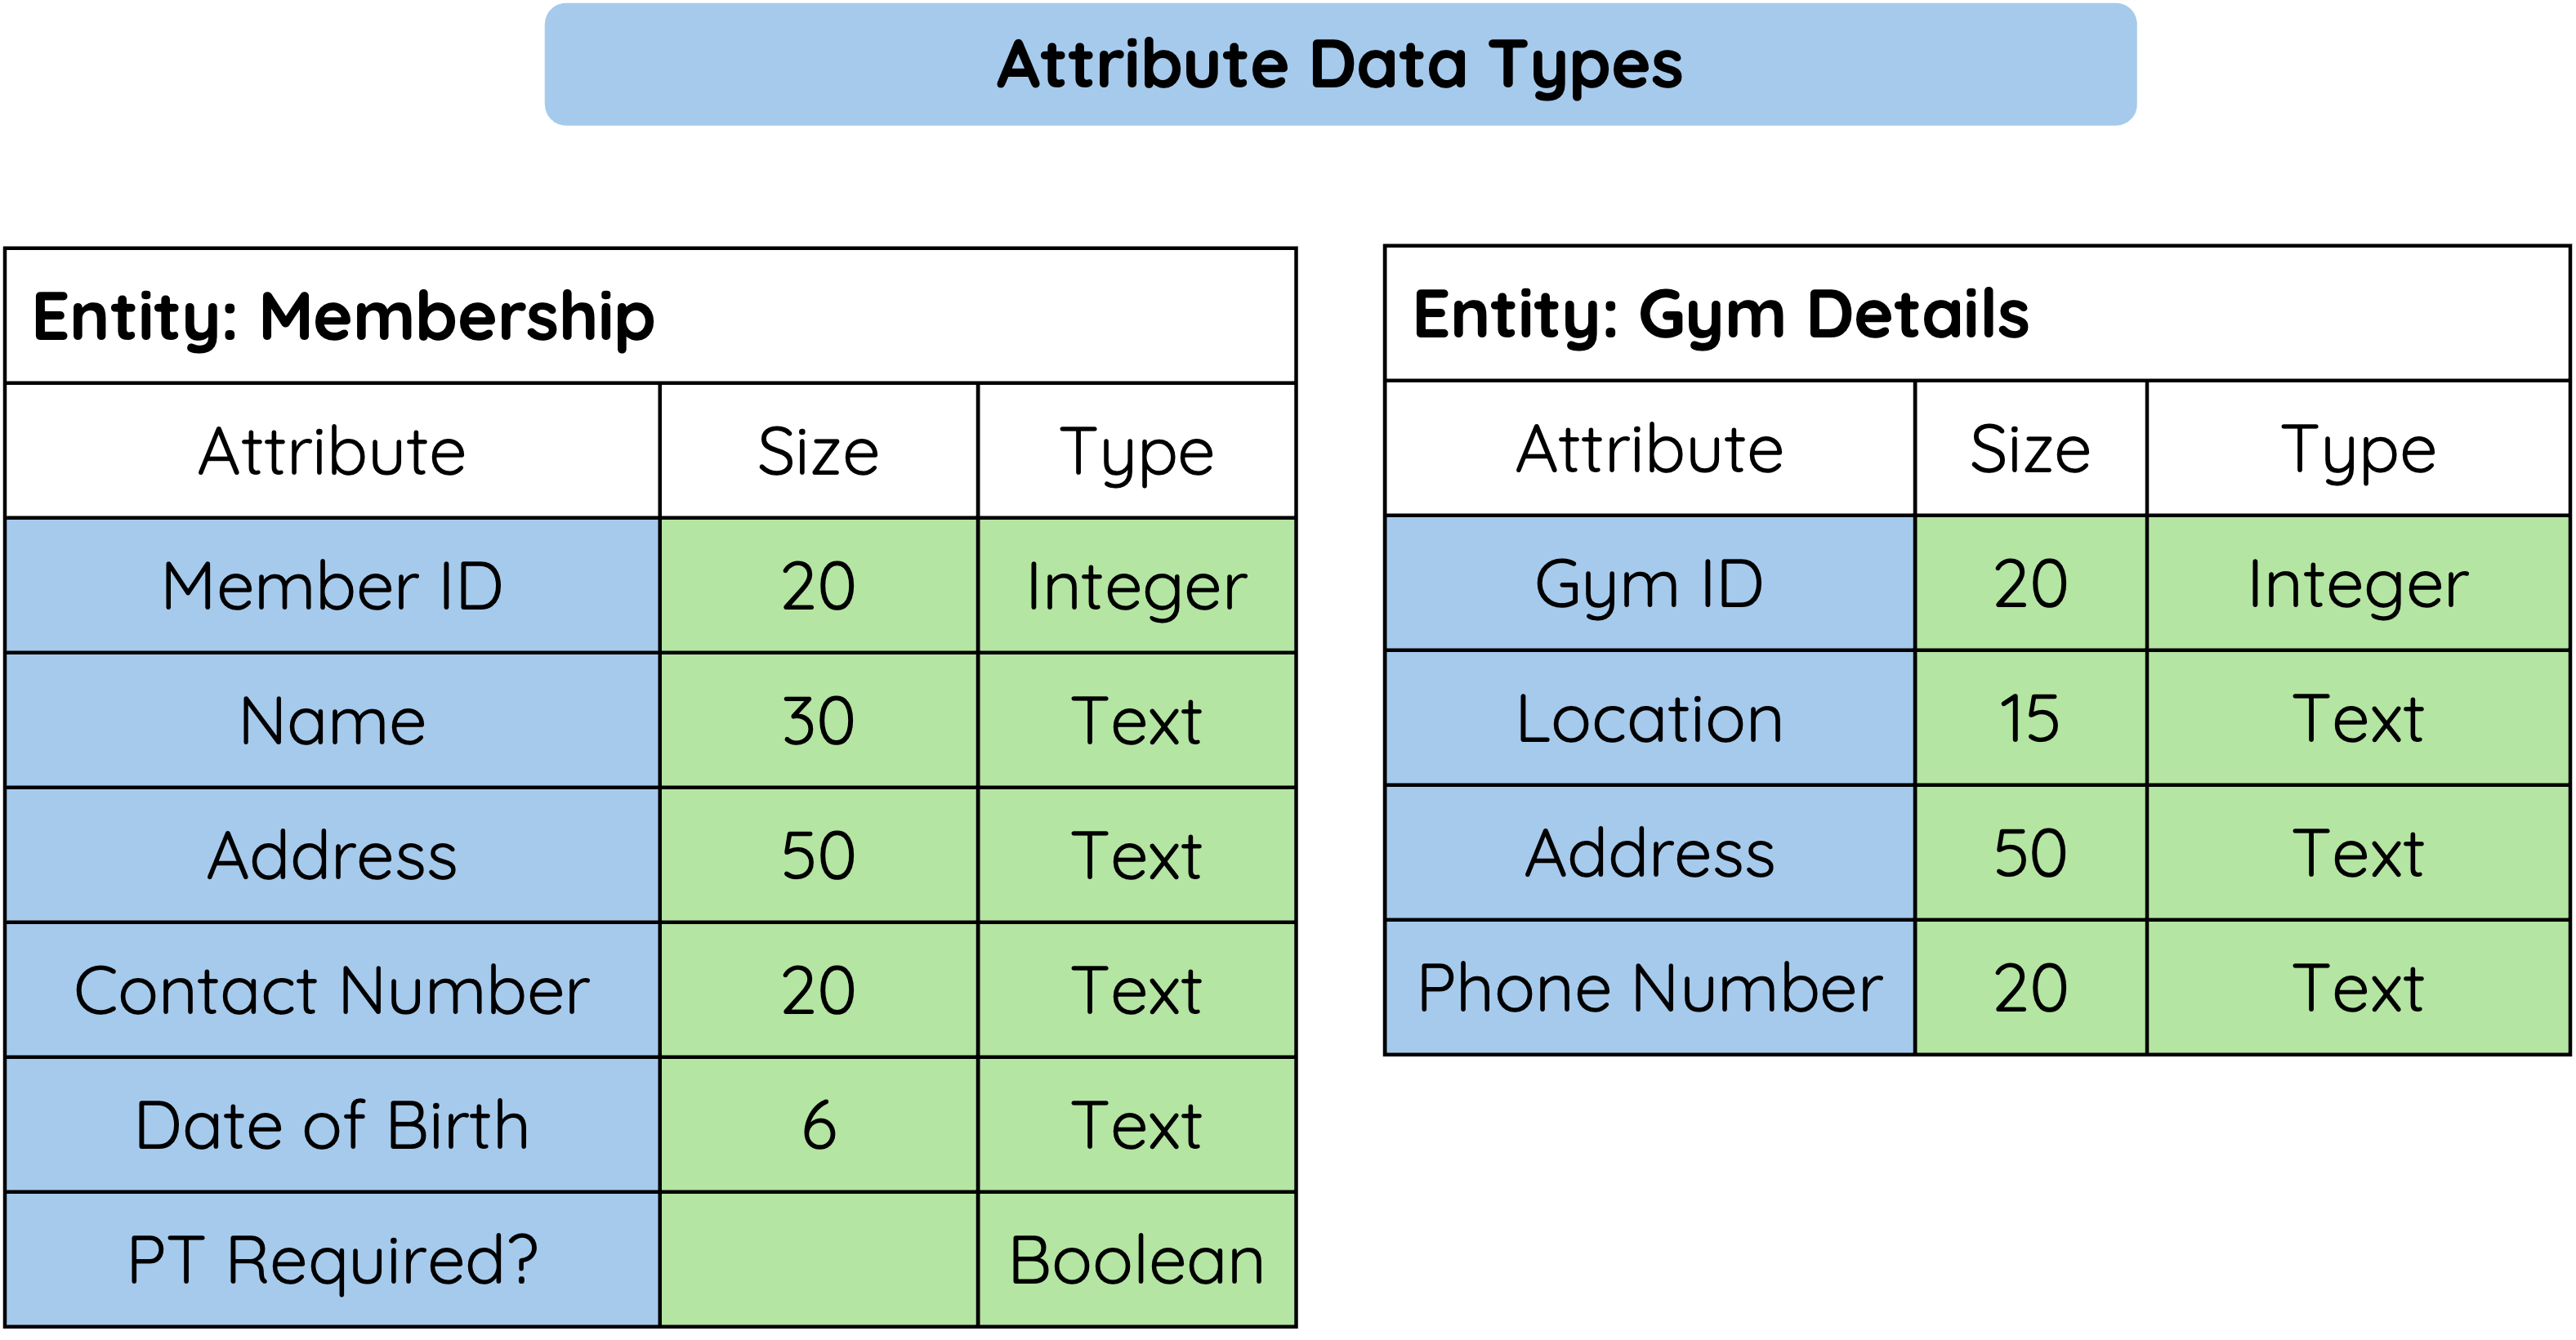 Attribute Data Types
Entity: Membership
Attribute Size Type
Member ID 20 Integer
Name 30 Text
Address 50 Text
Contact Number 20 Text
Date of Birth 6 Text
PT Required? Boolean
Entity: Gym Details
Attribute Size Type
Gym ID 20 Integer
Location 15 Text
Address 50 Text
Phone Number 20 Text